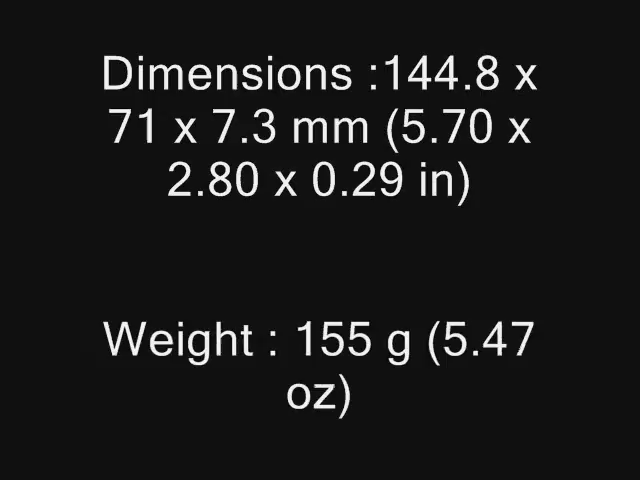 Dimensions :144.8 x
71 x 7.3 mm (5.70 x
2.80 x 0.29 in)
Weight : 155 g (5.47
oz)